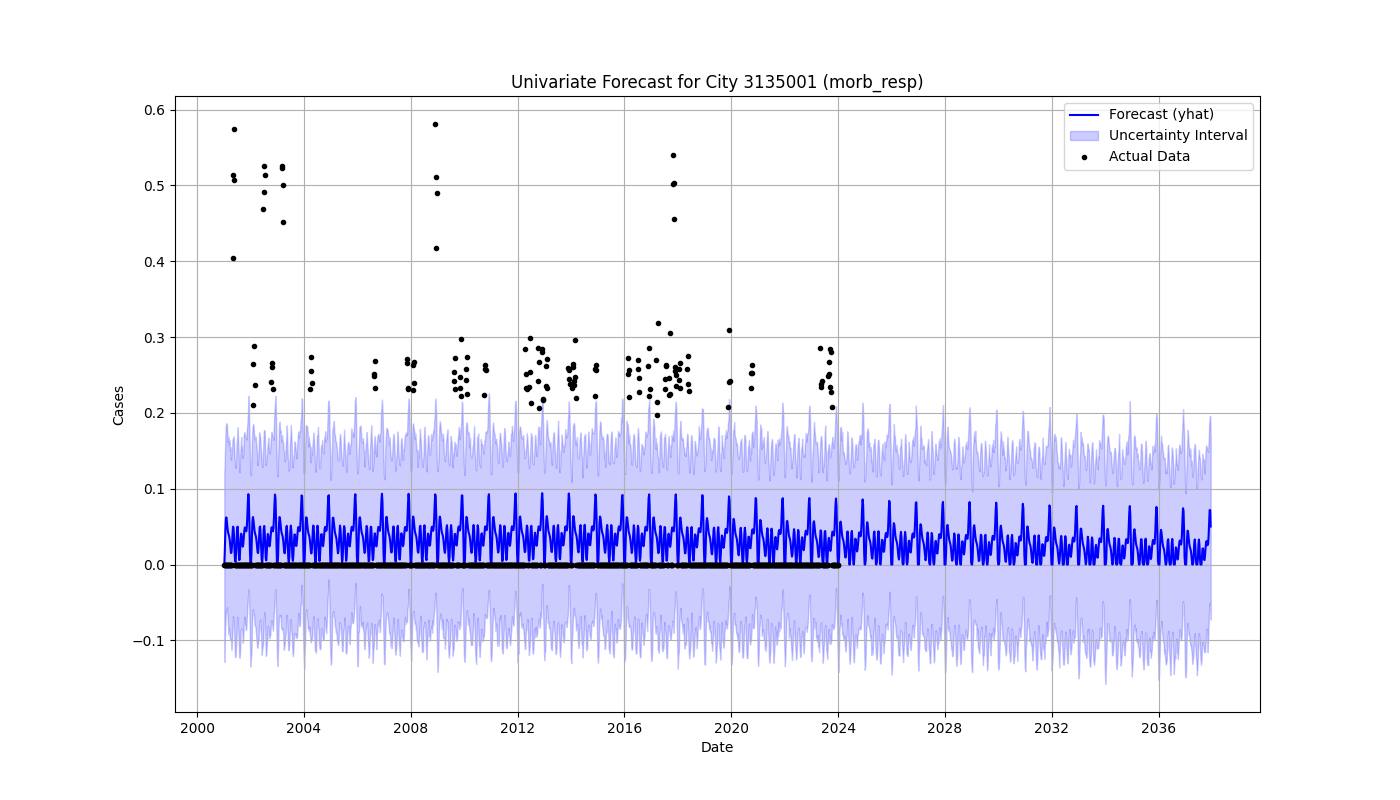 Univariate Forecast for City 3135001 (morb_resp)
Forecast (yhat)
Uncertainty Interval
Actual Data
Cases
0.6
0.5
0.4
0.3
0.2
0.1
0.0
−0.1
2000 2004 2008 2012 2016 2020 2024 2028 2032 2036
Date